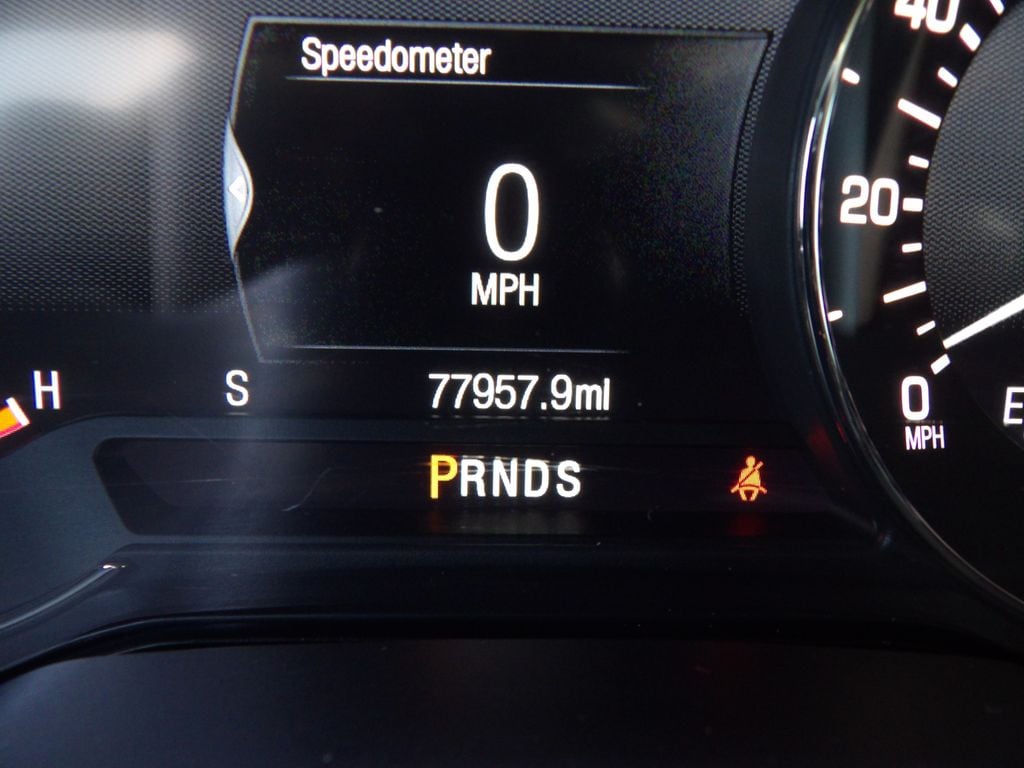 Speedometer
40
0
20
MPH
H
S
77957.9mi
0
E
MPH
PRNDS